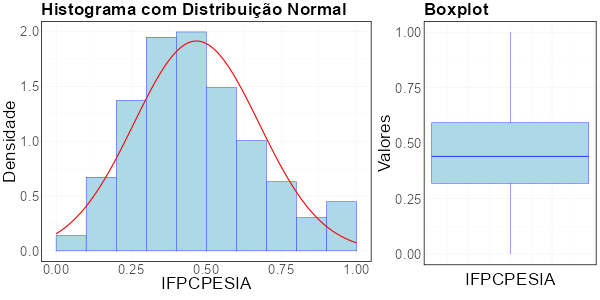 Histograma com Distribuição Normal
Densidade
2.0
1.5
1.0
0.5
0.0
0.00 0.25 0.50 0.75 1.00
IFPCPESIA
Boxplot
Valores
1.00
0.75
0.50
0.25
0.00
IFPCPESIA